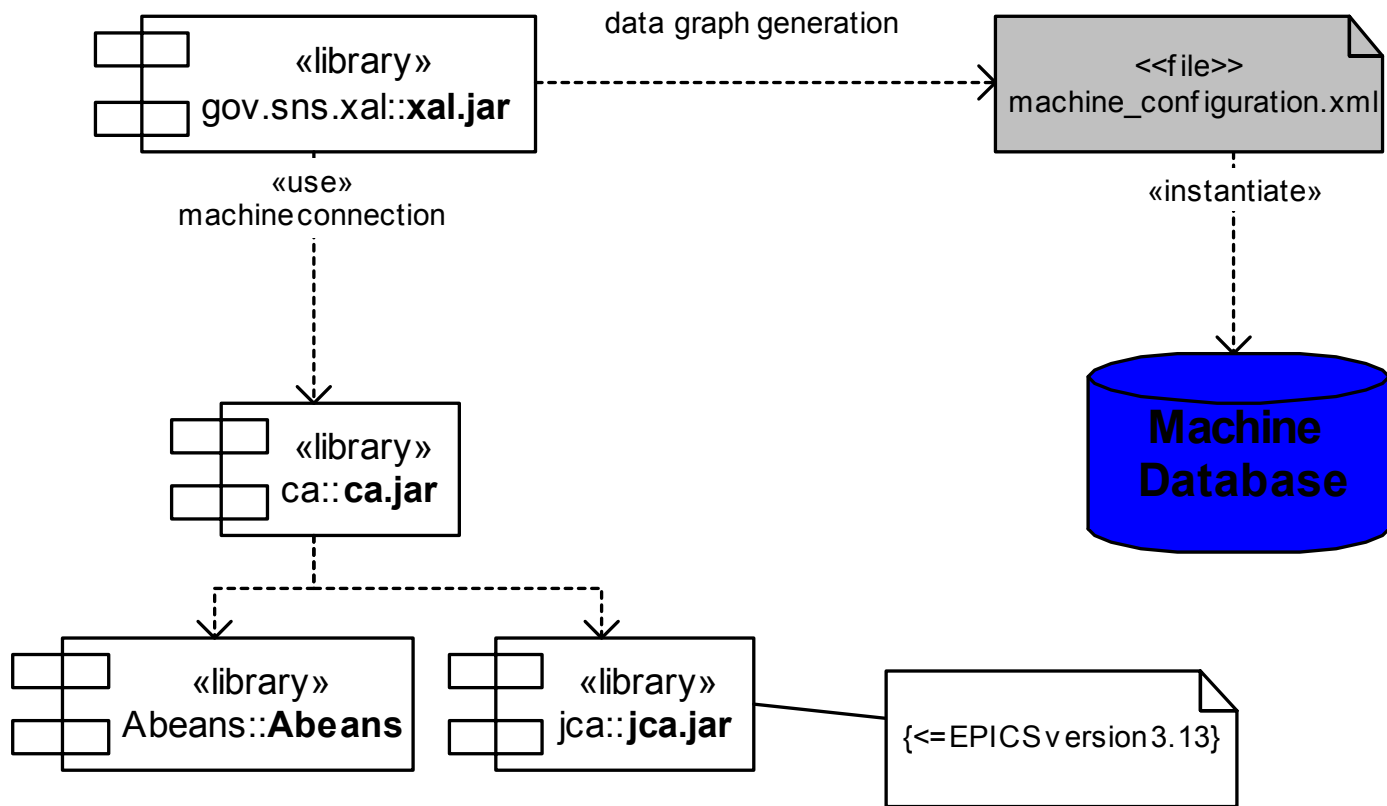 data graph generation
«library»
gov.sns.xal::xal.jar
<<file>>
machine_configuration.xml
«use»
machine connection
«instantiate»
«library»
ca::ca.jar
Machine
Database
«library»
Abeans::Abeans
«library»
jca::jca.jar
{<=EPICS version 3.13}